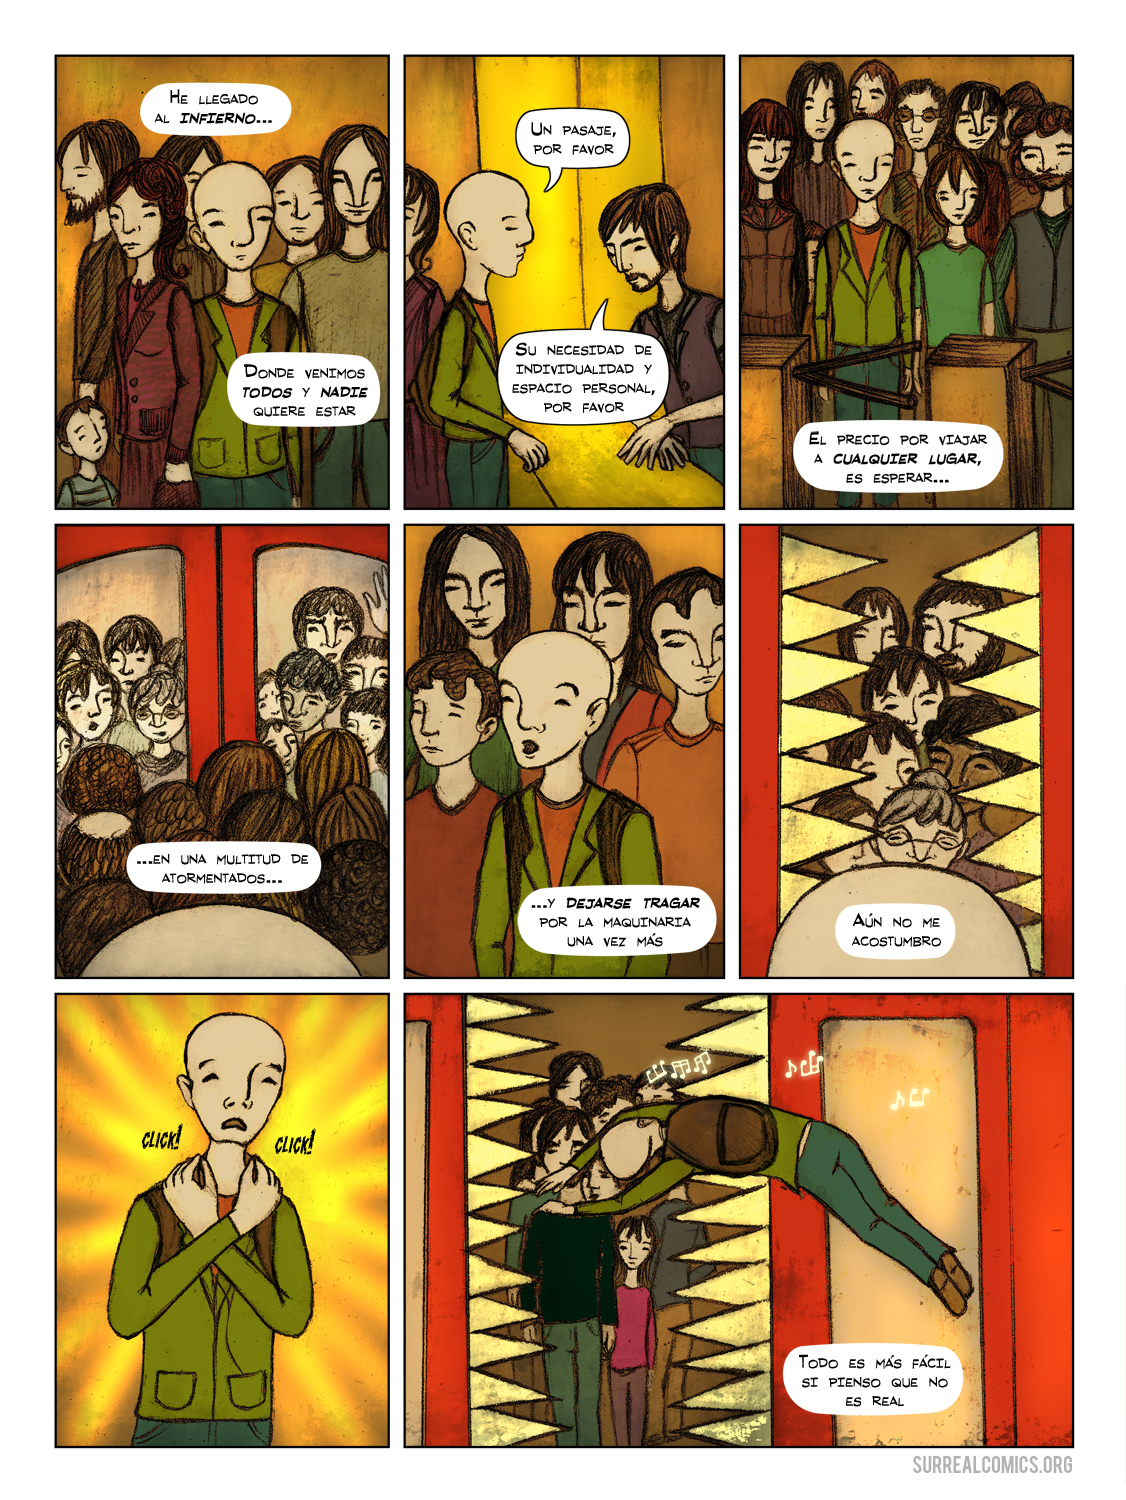 He llegado
al infierno...
Donde venimos
todos y nadie
quiere estar
Un pasaje,
por favor
Su necesidad de
individualidad y
espacio personal,
por favor
El precio por viajar
a cualquier lugar,
es esperar...
...en una multitud de
atormentados...
...y dejarse tragar
por la maquinaria
una vez más
Aún no me
acostumbro
CLICK!
CLICK!
Todo es más fácil
si pienso que no
es real
SURREALCOMICS.ORG